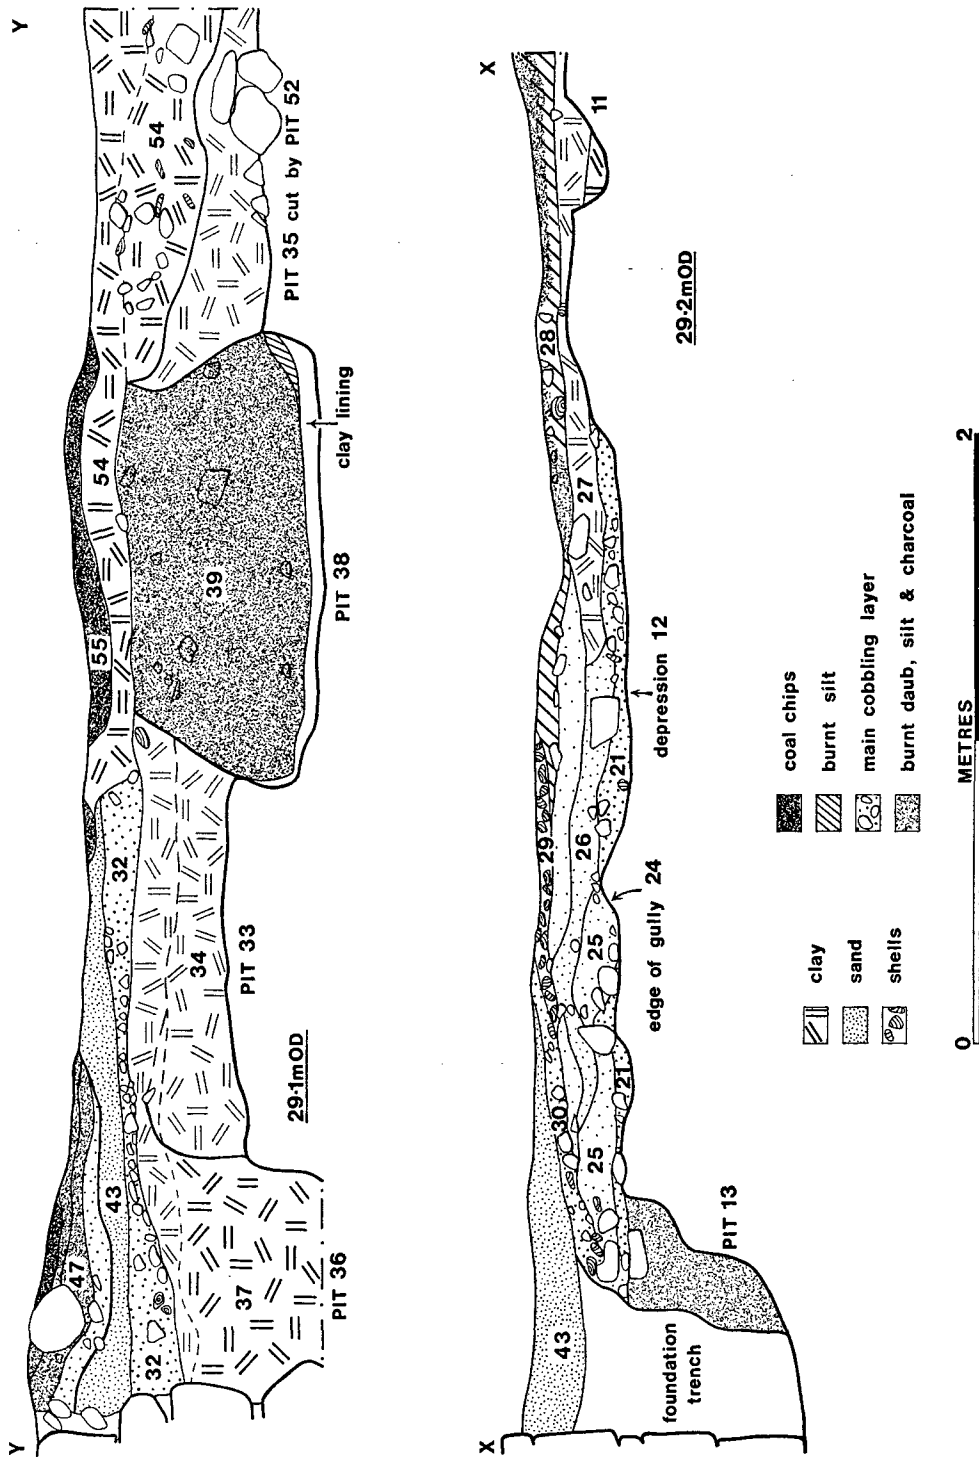 Y
Y
47
43
32
32
55
54
54
39
34
37
clay lining
PIT 35 cut by PIT 52
PIT 38
PIT 33
PIT 36
29·1mOD
X
X
43
30
29
28
27
26
25
25
21
21
11
foundation
trench
PIT 13
edge of gully 24
depression 12
29·2mOD
clay
sand
shells
coal chips
burnt silt
main cobbling layer
burnt daub, silt & charcoal
0
METRES
2